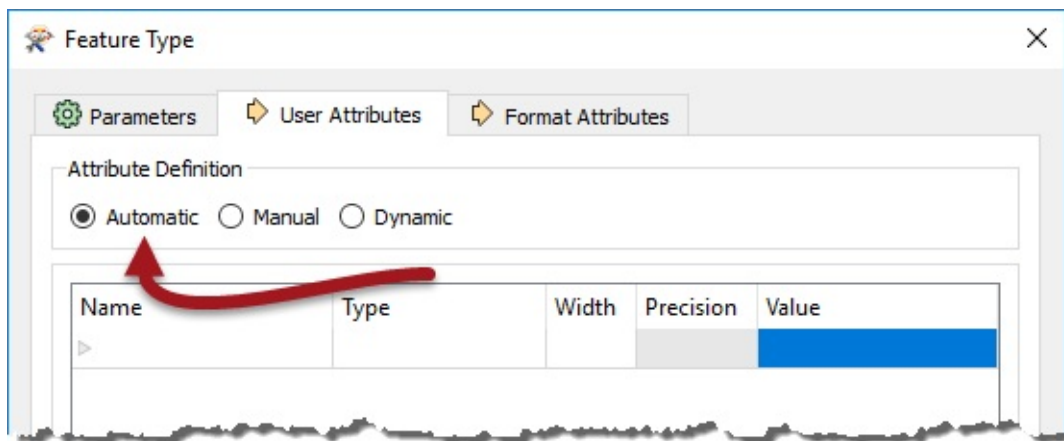 Feature Type
Parameters User Attributes Format Attributes
Attribute Definition
Automatic Manual Dynamic
Name Type Width Precision Value